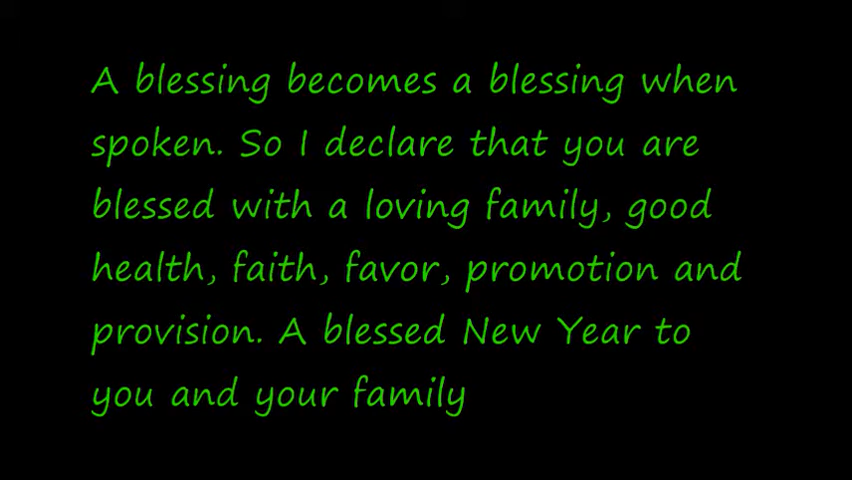 A blessing becomes a blessing when
spoken. So I declare that you are
blessed with a loving family, good
health, faith, favor, promotion and
provision. A blessed New Year to
you and your family